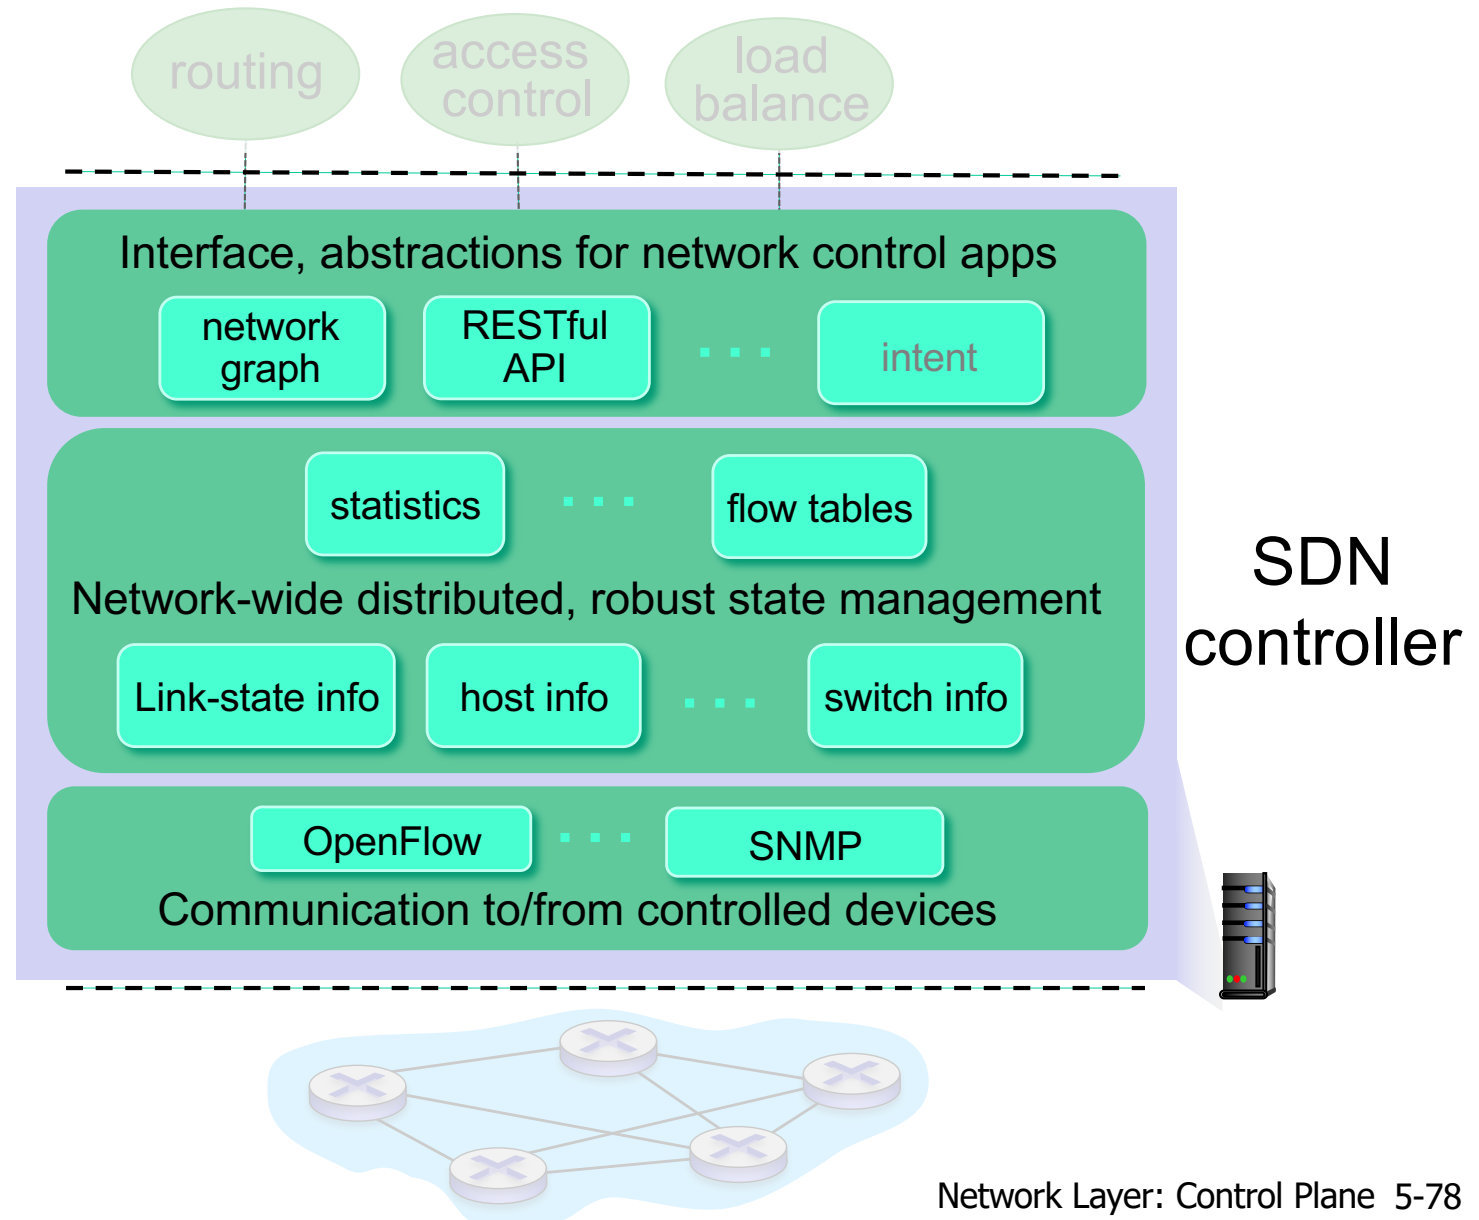 routing
access
control
load
balance
Interface, abstractions for network control apps
network
graph
RESTful
API
intent
statistics
flow tables
Network-wide distributed, robust state management
Link-state info
host info
switch info
OpenFlow
SNMP
Communication to/from controlled devices
SDN
controller
Network Layer: Control Plane 5-78